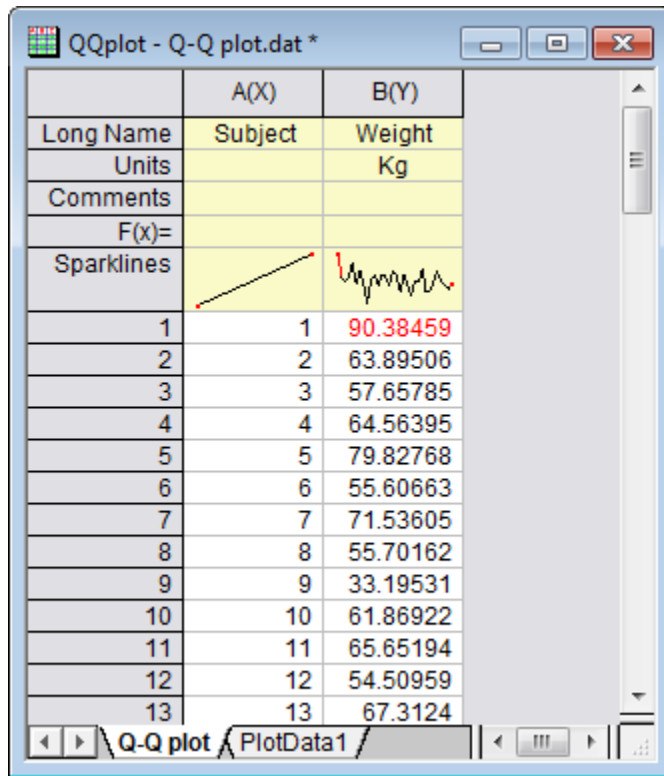 QQplot - Q-Q plot.dat *
A(X) B(Y)
Long Name Subject Weight
Units Kg
Comments
F(x)=
Sparklines
1 1 90.38459
2 2 63.89506
3 3 57.65785
4 4 64.56395
5 5 79.82768
6 6 55.60663
7 7 71.53605
8 8 55.70162
9 9 33.19531
10 10 61.86922
11 11 65.65194
12 12 54.50959
13 13 67.3124
Q-Q plot PlotData1